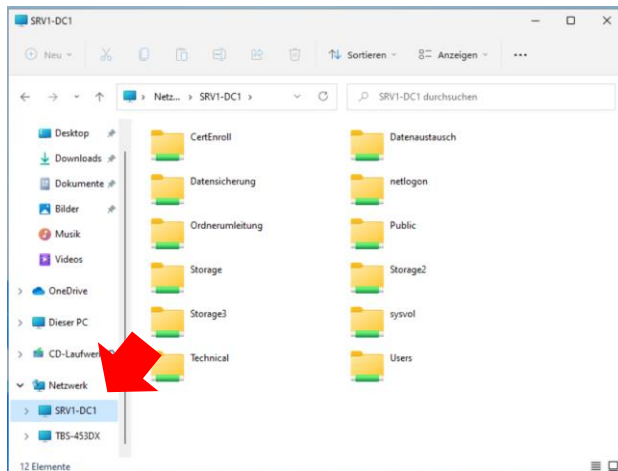 SRV1-DC1
Neu
Sortieren
Anzeigen
Netz... > SRV1-DC1 >
SRV1-DC1 durchsuchen
Desktop
Downloads
Dokumente
Bilder
Musik
Videos
OneDrive
Dieser PC
CD-Laufwer
Netzwerk
SRV1-DC1
TBS-453DX
CertEnroll
Datenaustausch
Datensicherung
netlogon
Ordnerumleitung
Public
Storage
Storage2
Storage3
sysvol
Technical
Users
12 Elemente